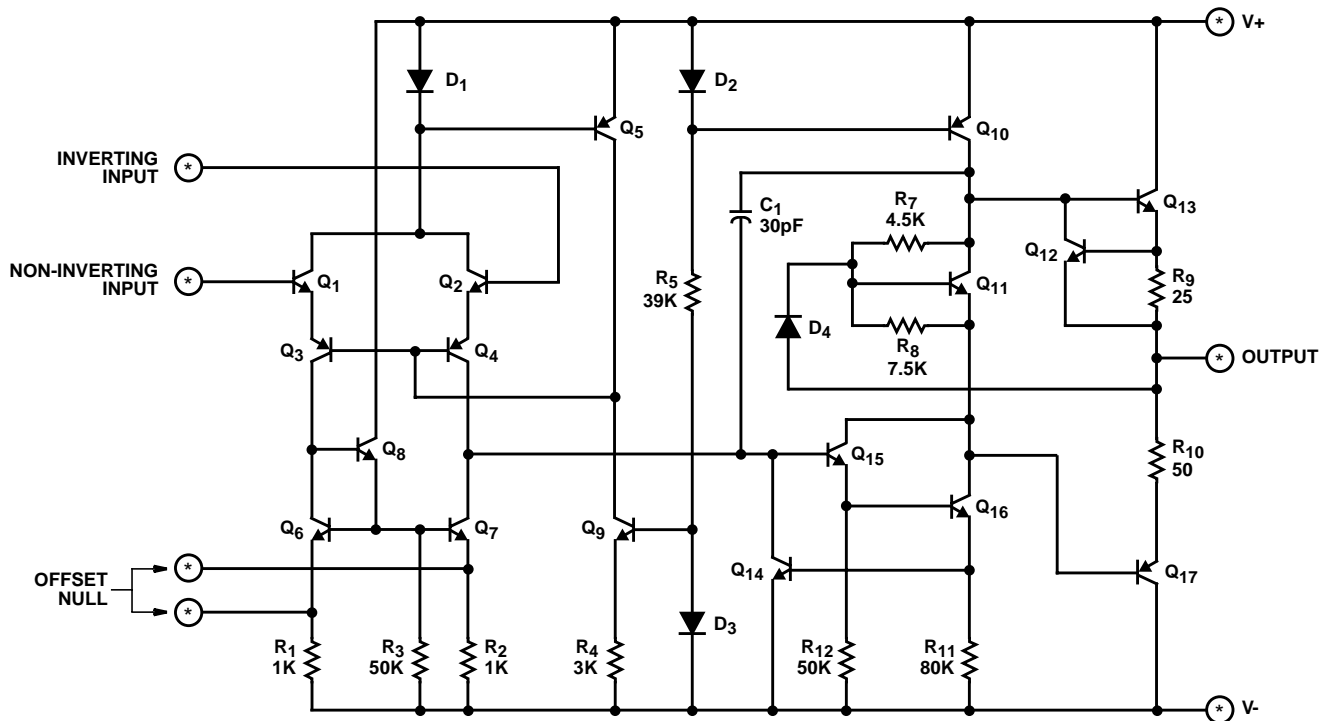 V+
D1
D2
Q5
Q10
INVERTING
INPUT
*
C1
30pF
R7
4.5K
Q13
Q12
NON-INVERTING
INPUT
*
Q1
Q2
R5
39K
Q11
R9
25
D4
R8
7.5K
Q3
Q4
*
OUTPUT
Q8
Q15
R10
50
Q6
Q7
Q9
Q16
Q14
Q17
OFFSET
NULL
*
*
D3
R1
1K
R3
50K
R2
1K
R4
3K
R12
50K
R11
80K
*
V-
*